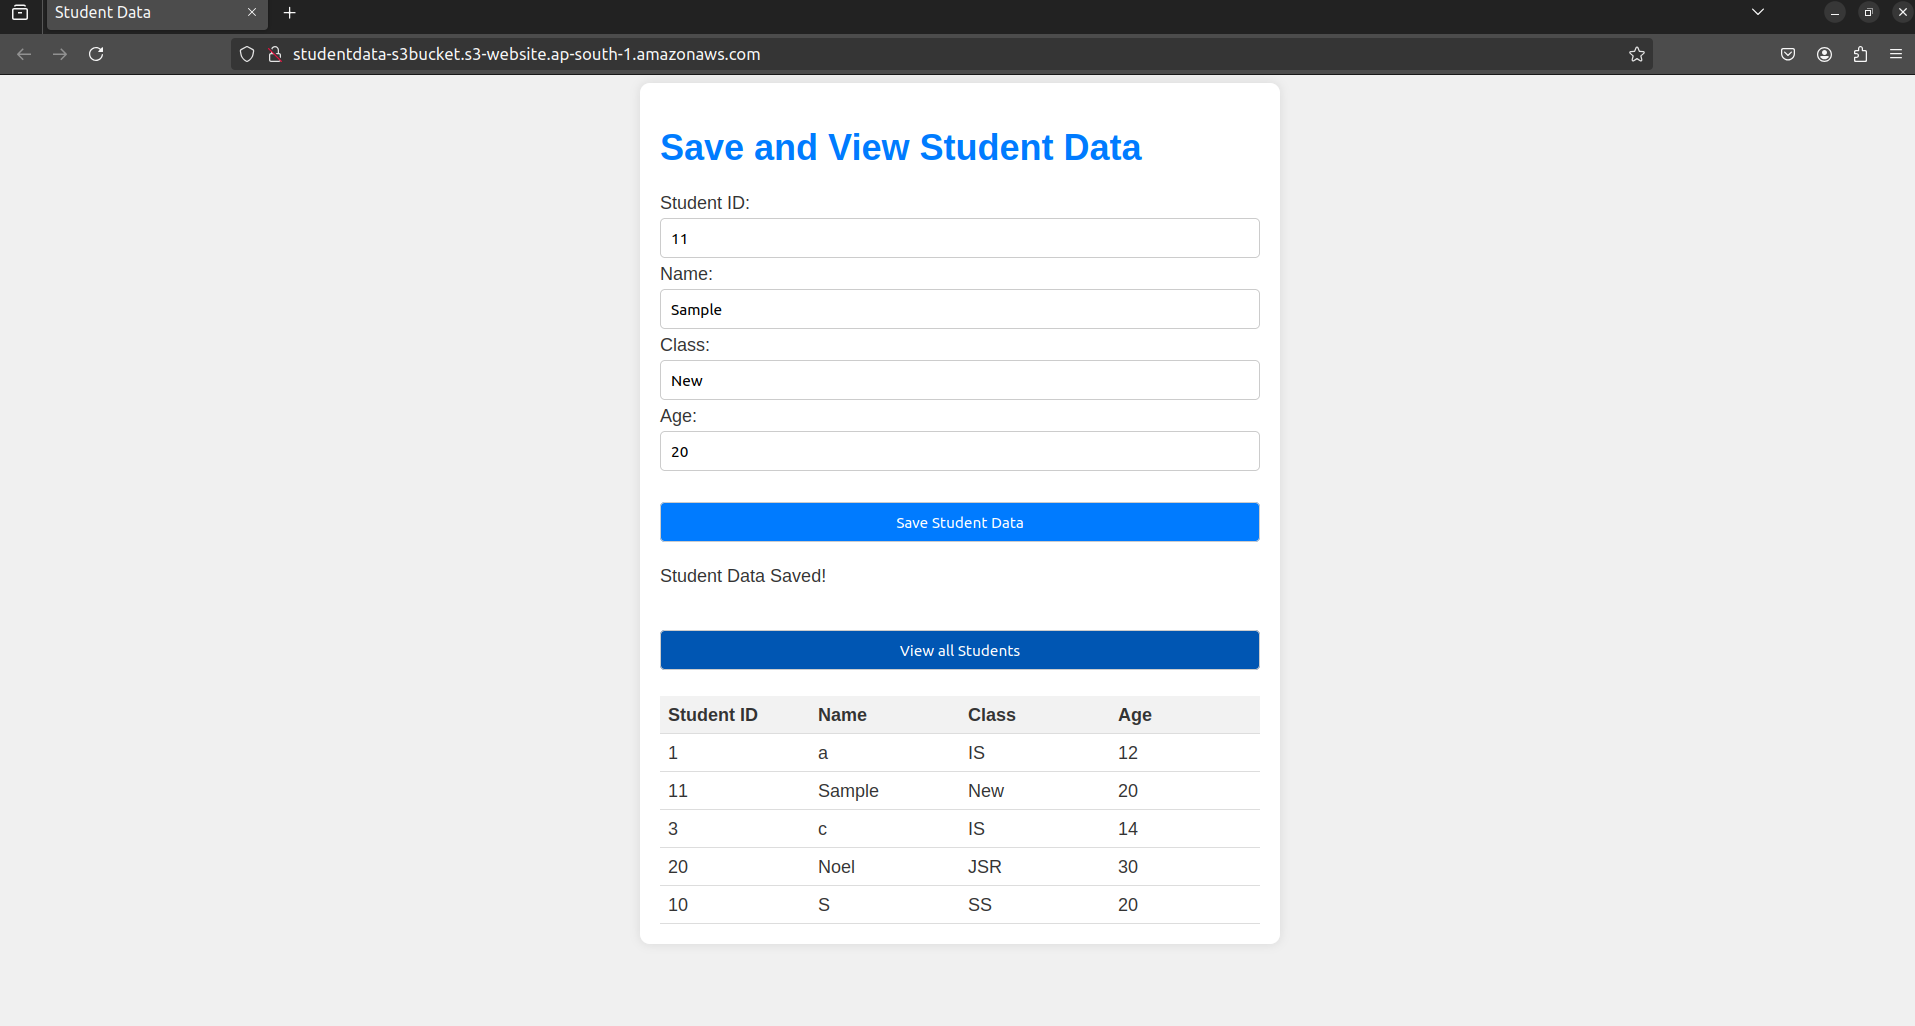 Student Data
studentdata-s3bucket.s3-website.ap-south-1.amazonaws.com
Save and View Student Data
Student ID:
11
Name:
Sample
Class:
New
Age:
20
Save Student Data
Student Data Saved!
View all Students
Student ID Name Class Age
1 a IS 12
11 Sample New 20
3 c IS 14
20 Noel JSR 30
10 S SS 20